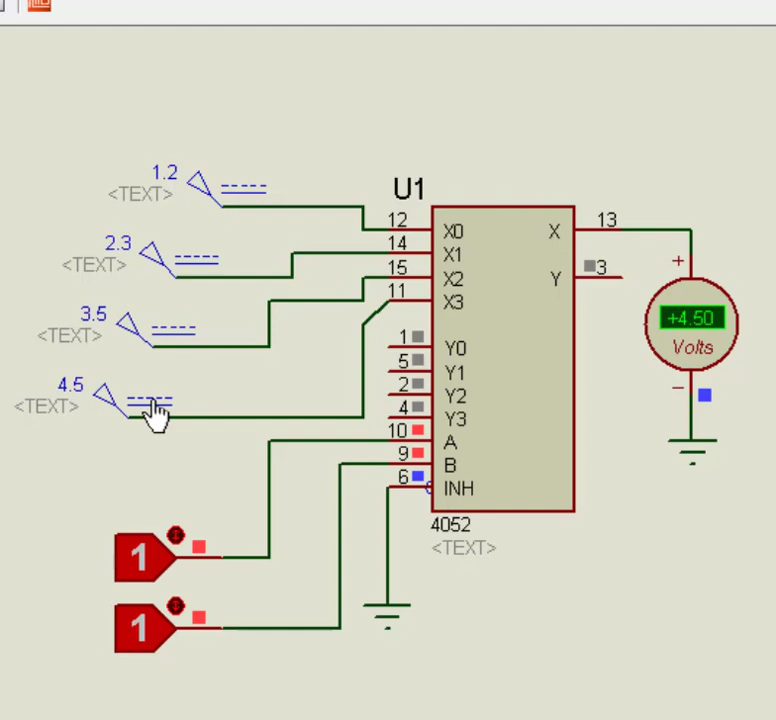 1.2
<TEXT>
U1
2.3
<TEXT>
3.5
<TEXT>
4.5
<TEXT>
12 X0 X 13
14 X1
15 X2 Y 3
11 X3
1 Y0
5 Y1
2 Y2
4 Y3
10 A
9 B
6 INH
+
+4.50
Volts
−
4052
<TEXT>
1
1